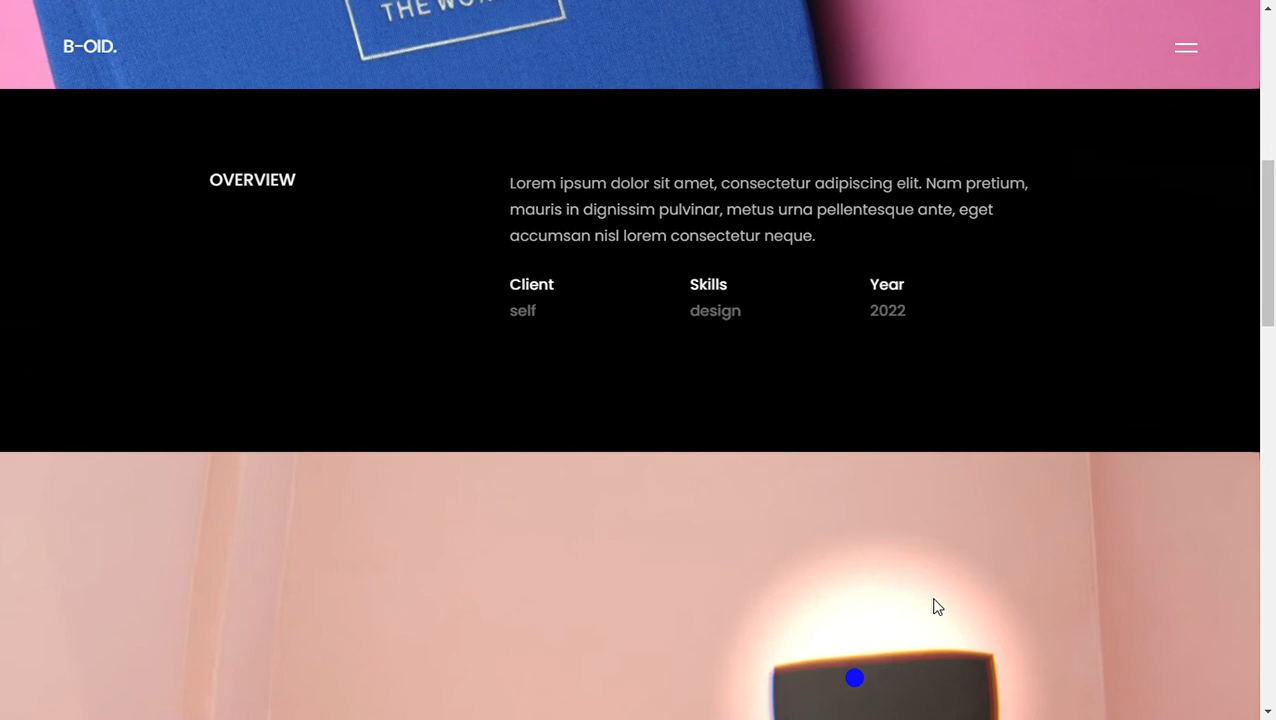 THE WOR
B-OID.
OVERVIEW
Lorem ipsum dolor sit amet, consectetur adipiscing elit. Nam pretium,
mauris in dignissim pulvinar, metus urna pellentesque ante, eget
accumsan nisl lorem consectetur neque.
Client Skills Year
self design 2022